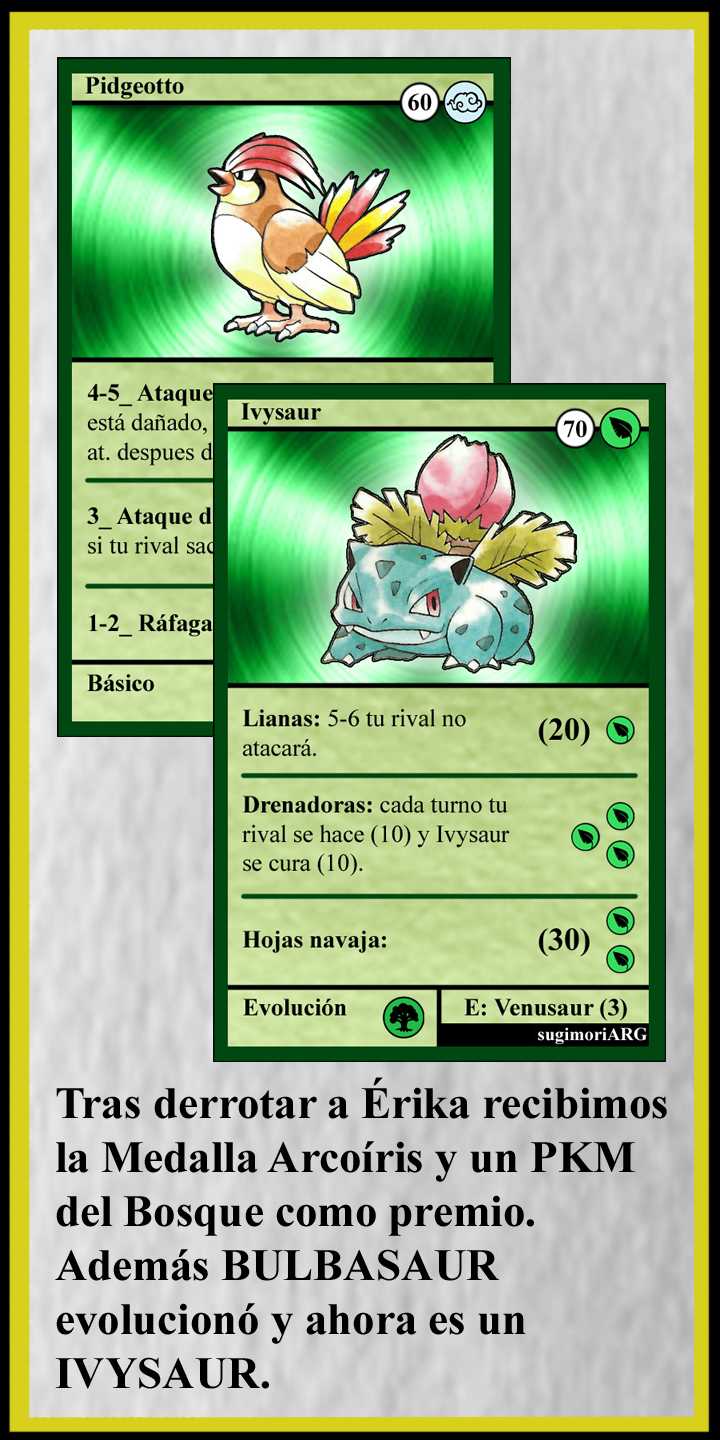 Pidgeotto
60
4-5_ Ataque
está dañado,
at. despues d
3_ Ataque d
si tu rival sac
1-2_ Ráfaga
Básico
Ivysaur
70
Lianas: 5-6 tu rival no
atacará.
(20)
Drenadoras: cada turno tu
rival se hace (10) y Ivysaur
se cura (10).
Hojas navaja:
(30)
Evolución
E: Venusaur (3)
sugimoriARG
Tras derrotar a Érika recibimos
la Medalla Arcoíris y un PKM
del Bosque como premio.
Además BULBASAUR
evolucionó y ahora es un
IVYSAUR.